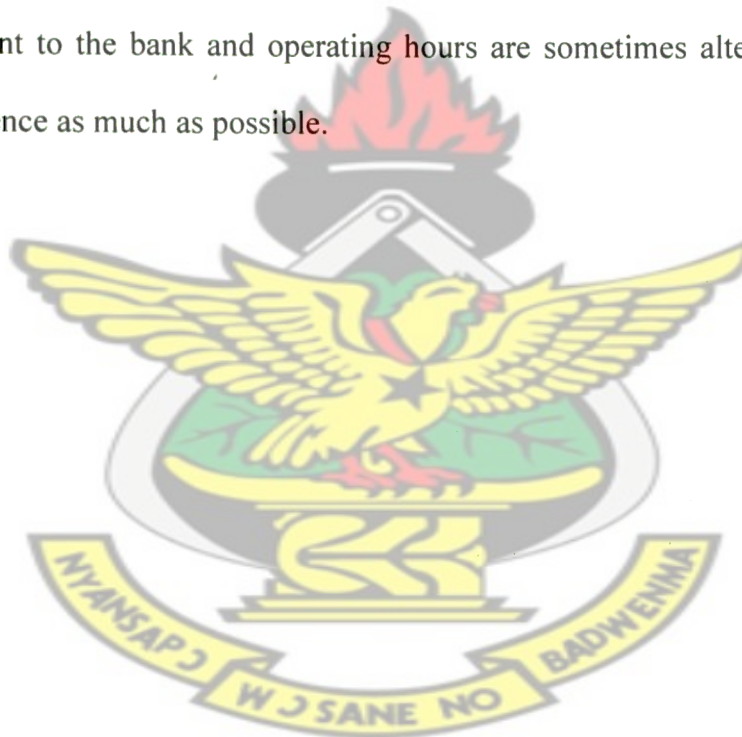 nt to the bank and operating hours are sometimes alte
nce as much as possible.
NYANSAPƆ
WƆSANE NO
BADWENMA